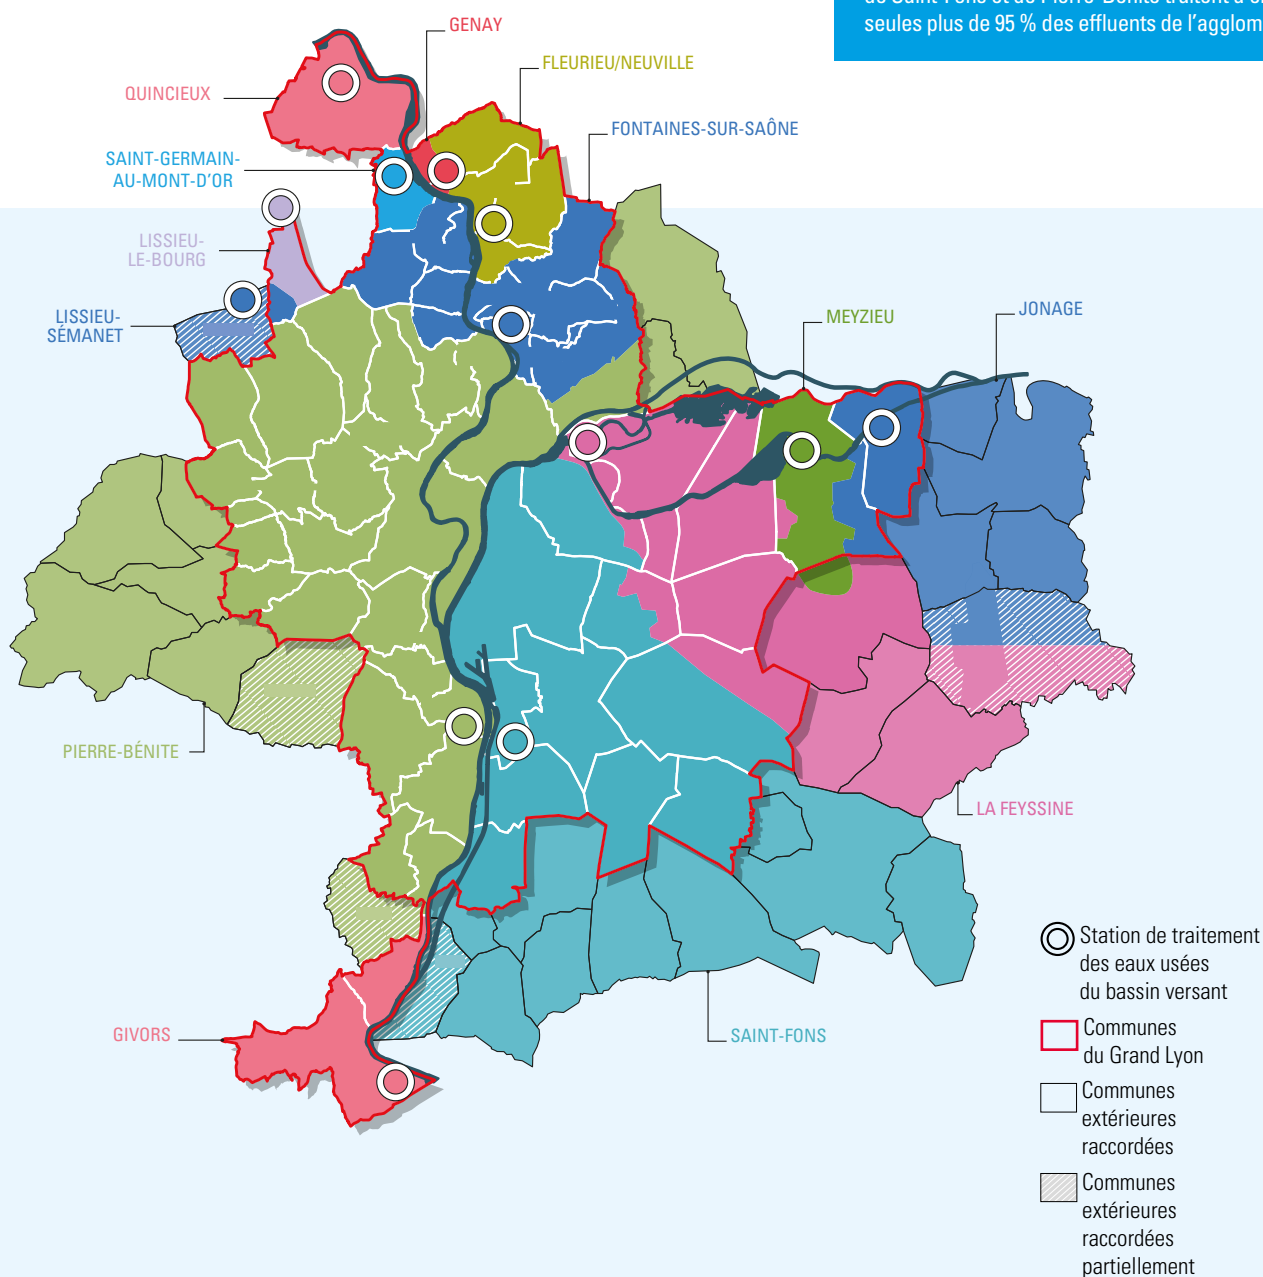 seules plus de 95 % des effluents de l'agglom
GENAY
FLEURIEU/NEUVILLE
QUINCIEUX
FONTAINES-SUR-SAÔNE
SAINT-GERMAIN-
AU-MONT-D'OR
LISSIEU-
LE-BOURG
LISSIEU-
SÉMANET
MEYZIEU
JONAGE
PIERRE-BÉNITE
LA FEYSSINE
GIVORS
SAINT-FONS
Station de traitement
des eaux usées
du bassin versant
Communes
du Grand Lyon
Communes
extérieures
raccordées
Communes
extérieures
raccordées
partiellement